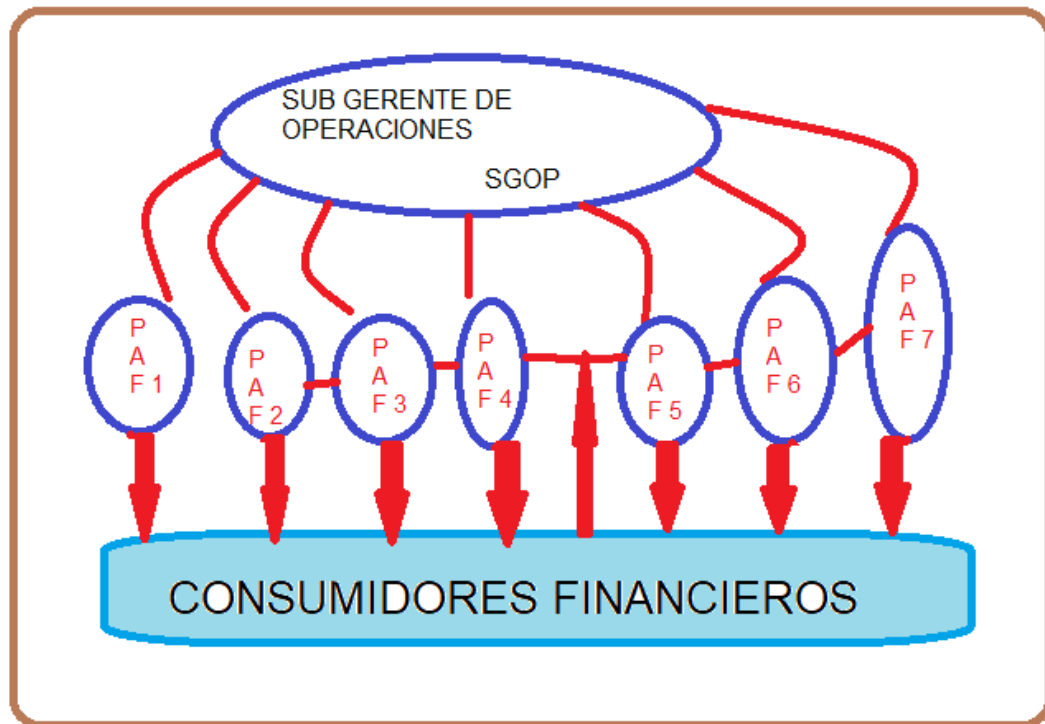 SUB GERENTE DE
OPERACIONES
SGOP
P
A
F 1
P
A
F 2
P
A
F 3
P
A
F 4
P
A
F 5
P
A
F 6
P
A
F 7
CONSUMIDORES FINANCIEROS